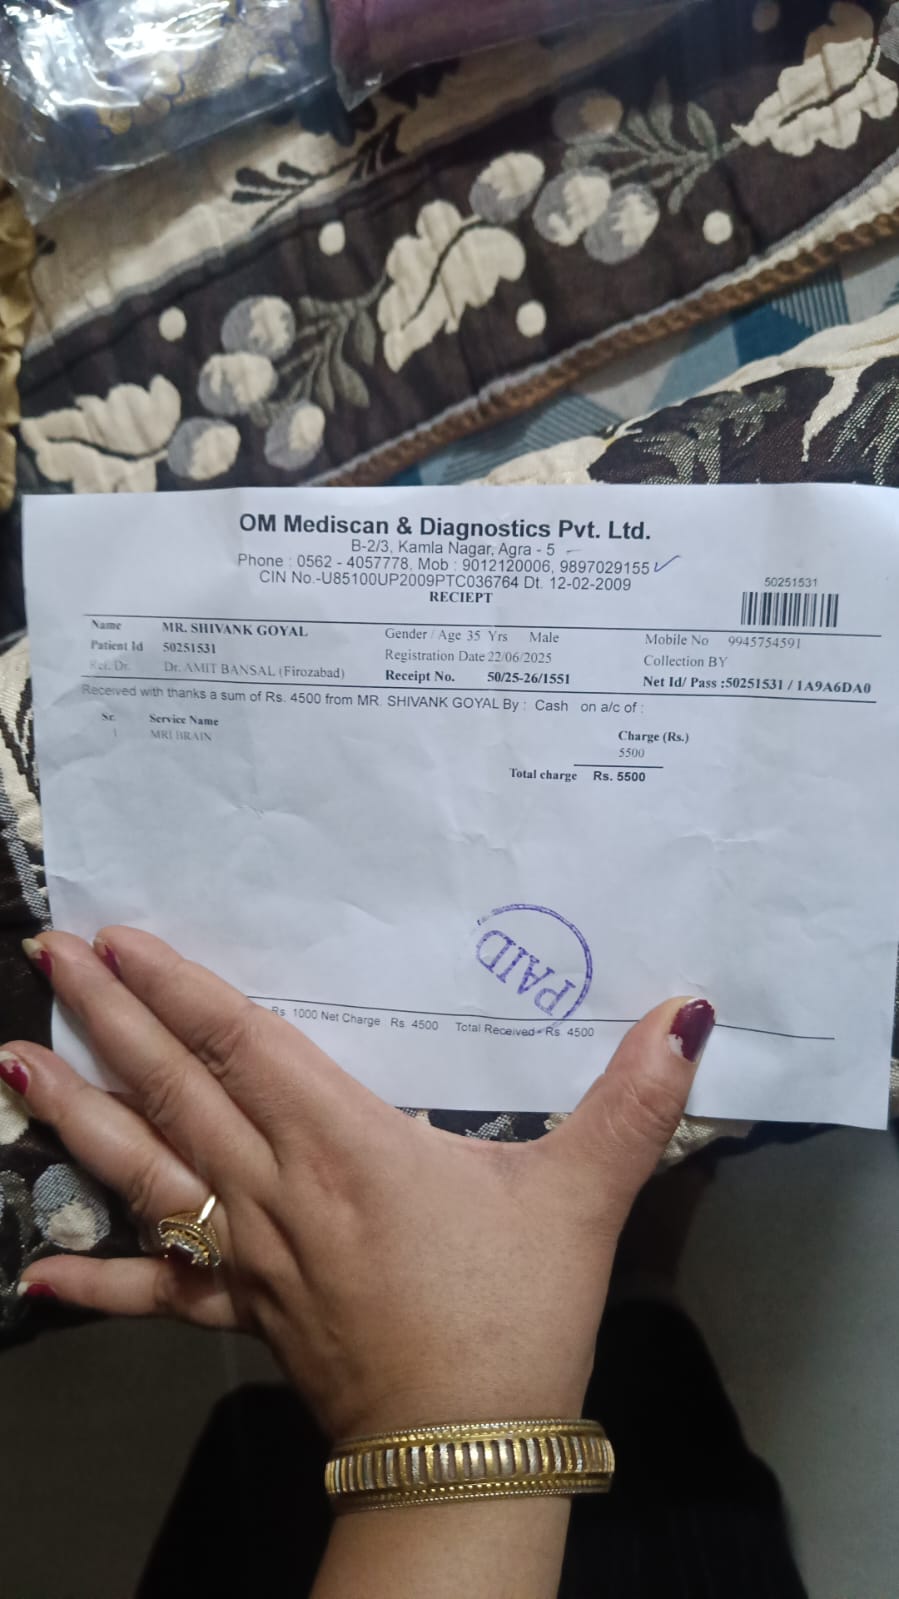 OM Mediscan & Diagnostics Pvt. Ltd.
B-2/3, Kamla Nagar, Agra - 5
Phone : 0562 - 4057778, Mob : 9012120006, 9897029155
CIN No.-U85100UP2009PTC036764 Dt. 12-02-2009
RECIEPT
50251531
Name MR. SHIVANK GOYAL Gender / Age 35 Yrs Male Mobile No 9945754591
Patient Id 50251531 Registration Date 22/06/2025 Collection BY
Ref. Dr. Dr. AMIT BANSAL (Firozabad) Receipt No. 50/25-26/1551 Net Id/ Pass :50251531 / 1A9A6DA0
Received with thanks a sum of Rs. 4500 from MR. SHIVANK GOYAL By : Cash on a/c of :
Sr. Service Name Charge (Rs.)
1 MRI BRAIN 5500
Total charge Rs. 5500
PAID
Rs 1000 Net Charge : Rs 4500 Total Received - Rs 4500